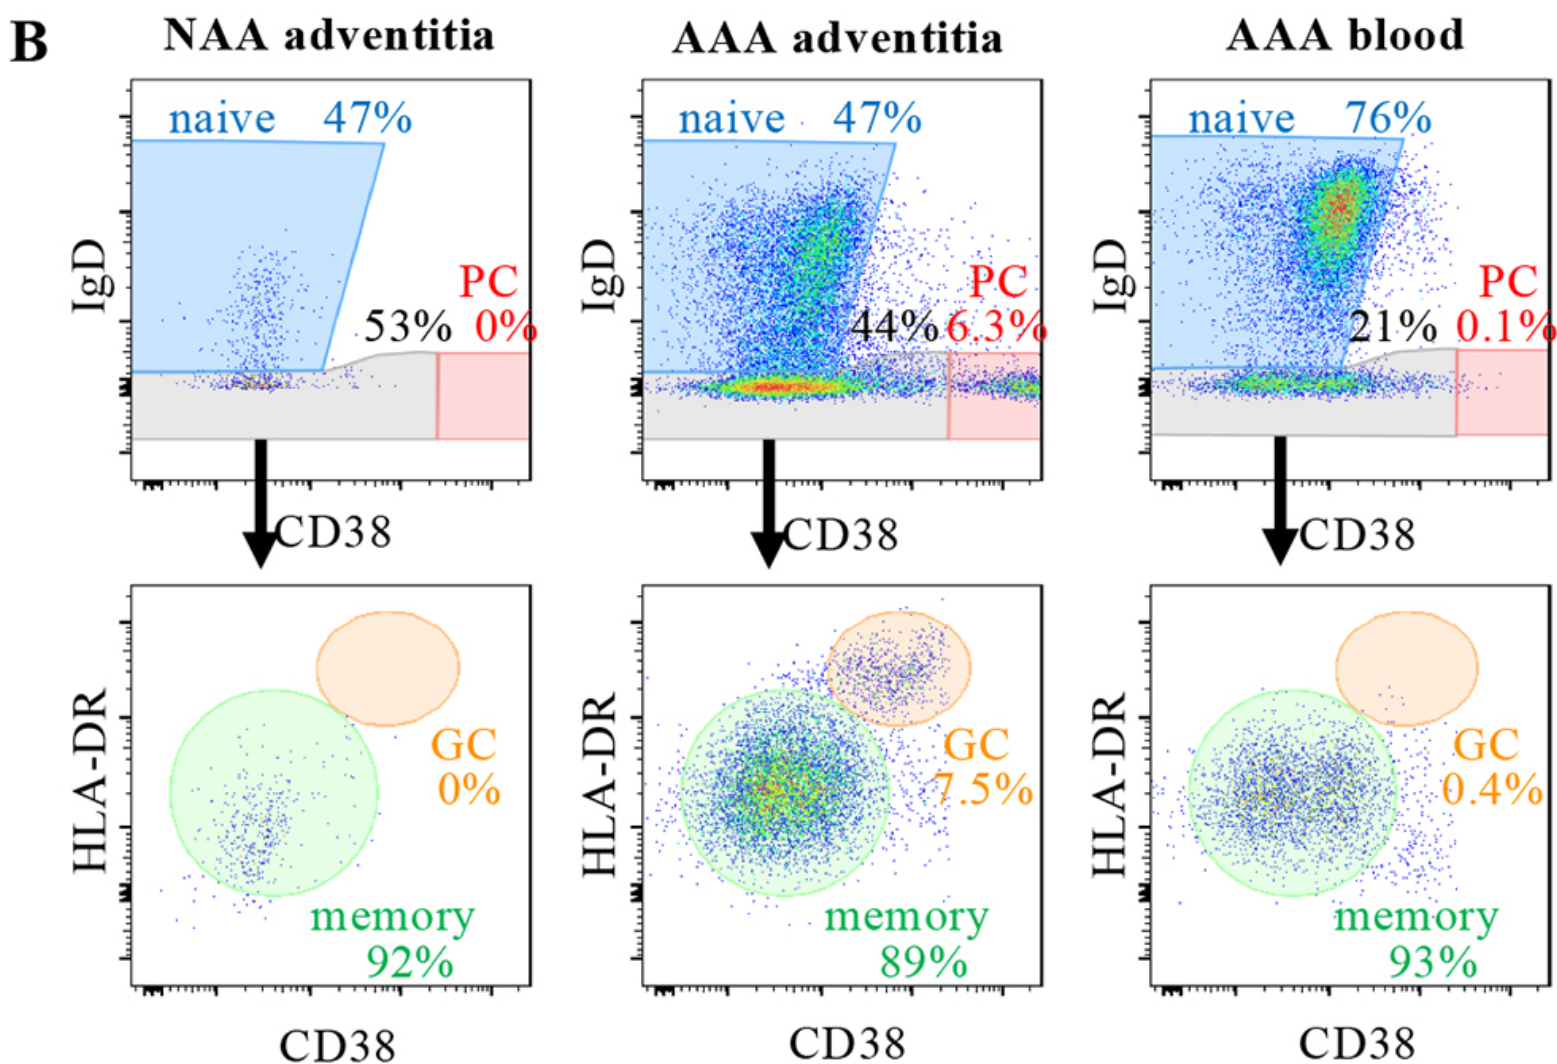 B
NAA adventitia
AAA adventitia
AAA blood
naive 47%
IgD
PC
53% 0%
CD38
naive 47%
IgD
PC
44% 6.3%
CD38
naive 76%
IgD
PC
21% 0.1%
CD38
HLA-DR
GC
0%
memory
92%
CD38
HLA-DR
GC
7.5%
memory
89%
CD38
HLA-DR
GC
0.4%
memory
93%
CD38